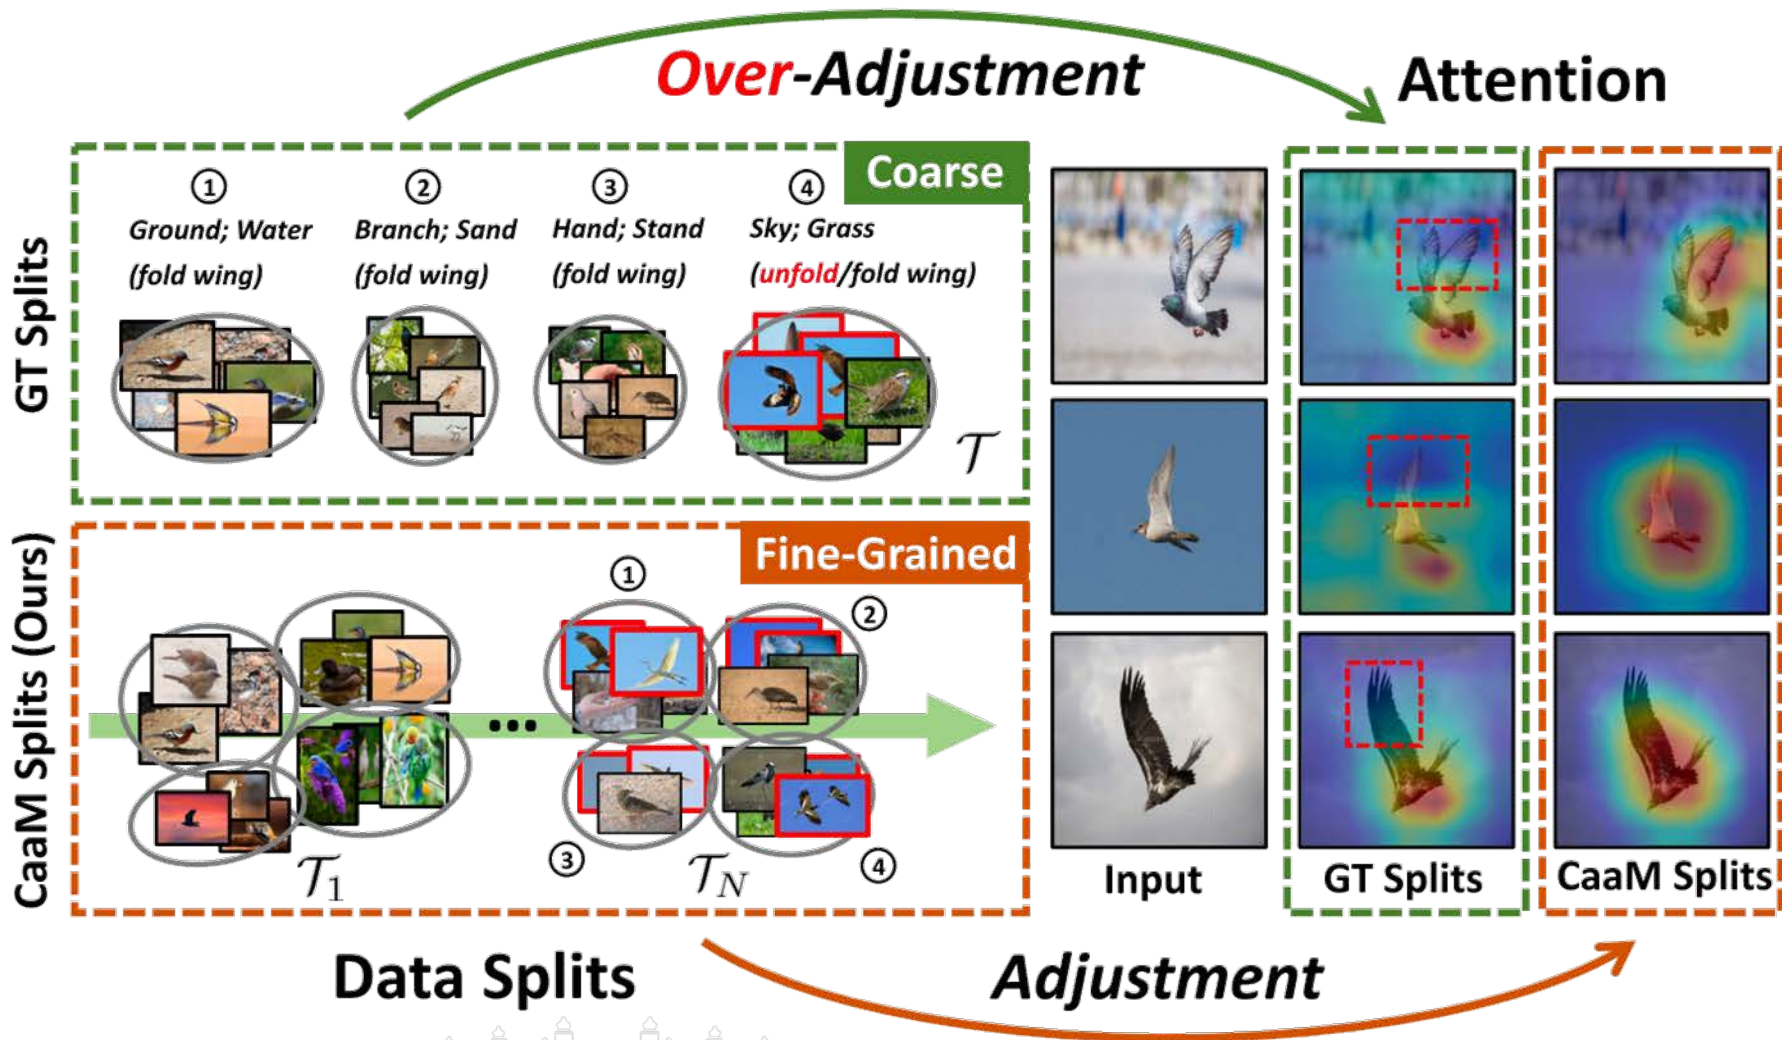 Over-Adjustment
Attention
GT Splits
Coarse
① ② ③ ④
Ground; Water
(fold wing)
Branch; Sand
(fold wing)
Hand; Stand
(fold wing)
Sky; Grass
(unfold/fold wing)
𝒯
CaaM Splits (Ours)
Fine-Grained
① ② ③ ④
...
𝒯₁
𝒯_N
Input
GT Splits
CaaM Splits
Data Splits
Adjustment